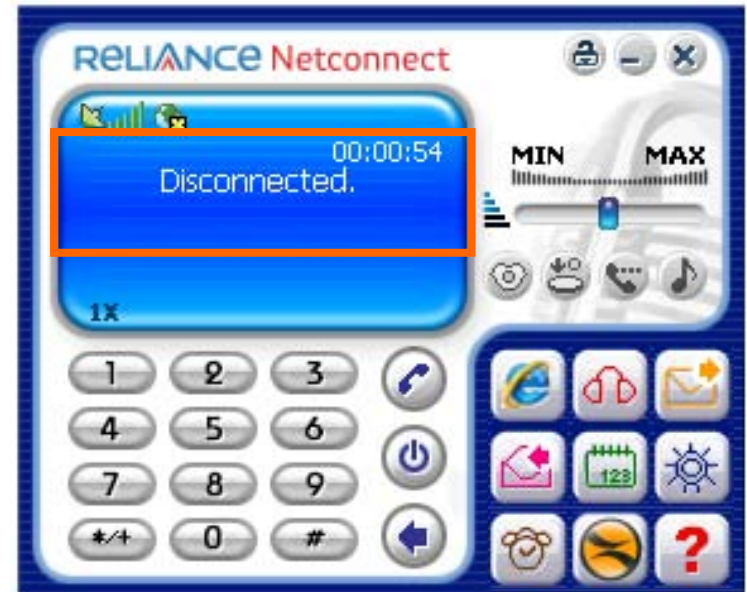 RELIANCE Netconnect
00:00:54
Disconnected.
MIN MAX
1X
1 2 3
4 5 6
7 8 9
*/+ 0 #
123
?